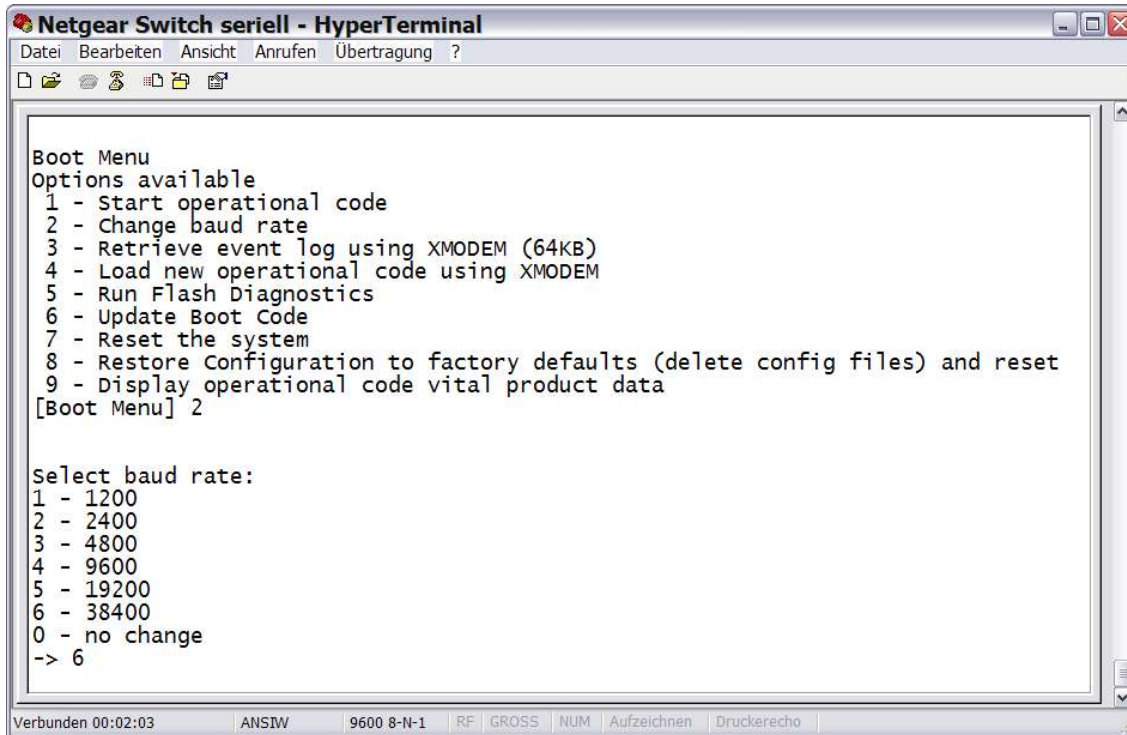 Netgear Switch seriell - HyperTerminal
Datei Bearbeiten Ansicht Anrufen Übertragung ?
Boot Menu
Options available
1 - Start operational code
2 - Change baud rate
3 - Retrieve event log using XMODEM (64KB)
4 - Load new operational code using XMODEM
5 - Run Flash Diagnostics
6 - Update Boot Code
7 - Reset the system
8 - Restore Configuration to factory defaults (delete config files) and reset
9 - Display operational code vital product data
[Boot Menu] 2
Select baud rate:
1 - 1200
2 - 2400
3 - 4800
4 - 9600
5 - 19200
6 - 38400
0 - no change
-> 6
Verbunden 00:02:03 ANSIW 9600 8-N-1 RF GROSS NUM Aufzeichnen Druckerecho